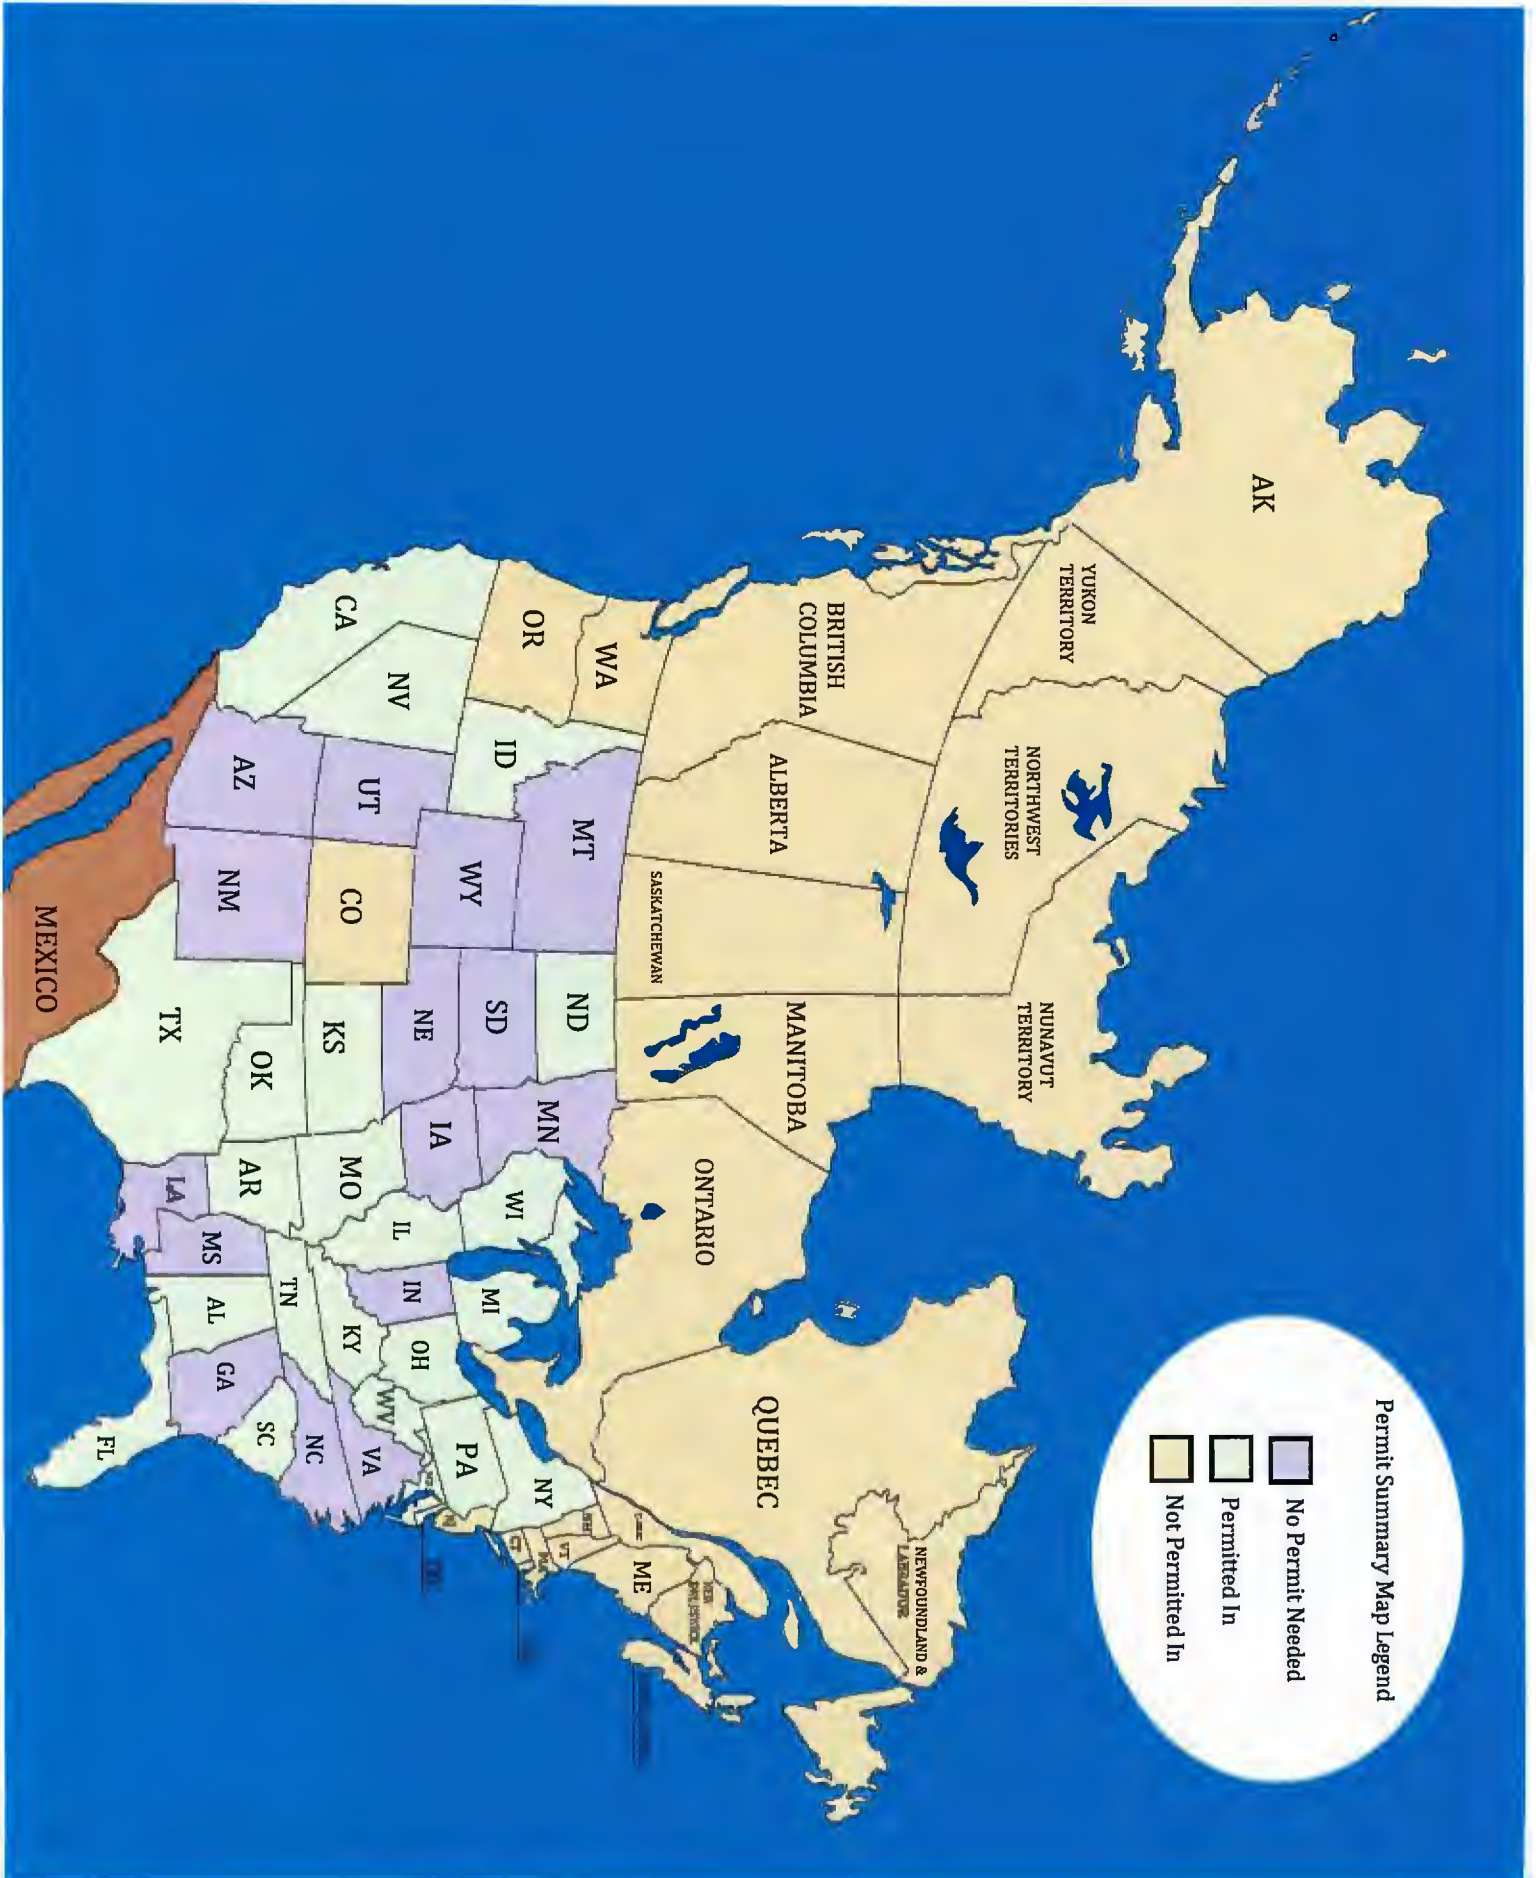 Permit Summary Map Legend
No Permit Needed
Permitted In
Not Permitted In
AK
YUKON
TERRITORY
NORTHWEST
TERRITORIES
NUNAVUT
TERRITORY
BRITISH
COLUMBIA
ALBERTA
SASKATCHEWAN
MANITOBA
ONTARIO
QUEBEC
NEWFOUNDLAND &
LABRADOR
WA
OR
CA
NV
ID
MT
WY
UT
AZ
NM
CO
ND
SD
NE
KS
OK
TX
MN
IA
MO
AR
LA
WI
IL
MS
MI
IN
OH
KY
TN
AL
GA
FL
SC
NC
VA
WV
PA
NY
VT
CT
ME
MEXICO